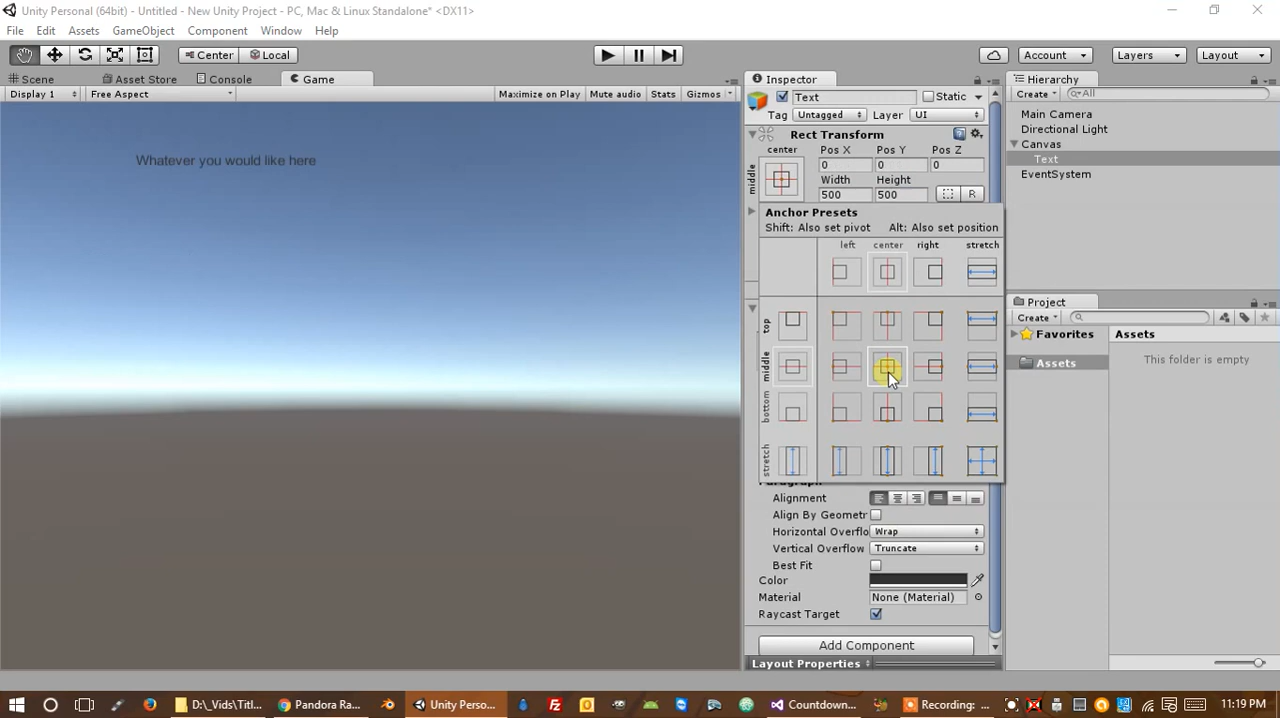 Unity Personal (64bit) - Untitled - New Unity Project - PC, Mac & Linux Standalone* <DX11>
File Edit Assets GameObject Component Window Help
Center Local Account Layers Layout
Scene Asset Store Console Game Inspector Hierarchy
Display 1 Free Aspect Maximize on Play Mute audio Stats Gizmos Text Static Create All
Tag Untagged Layer UI Main Camera
Rect Transform Directional Light
center Pos X Pos Y Pos Z Canvas
Whatever you would like here middle 0 0 0 Text
Width Height EventSystem
500 500 R
Anchor Presets
Shift: Also set pivot Alt: Also set position
left center right stretch
Project
top Create
Favorites Assets
middle Assets This folder is empty
bottom
stretch
Paragraph
Alignment
Align By Geometr
Horizontal Overflo Wrap
Vertical Overflow Truncate
Best Fit
Color
Material None (Material)
Raycast Target
Add Component
Layout Properties
D:\_Vids\Titl... Pandora Ra... Unity Perso... Countdown... Recording: ... 11:19 PM